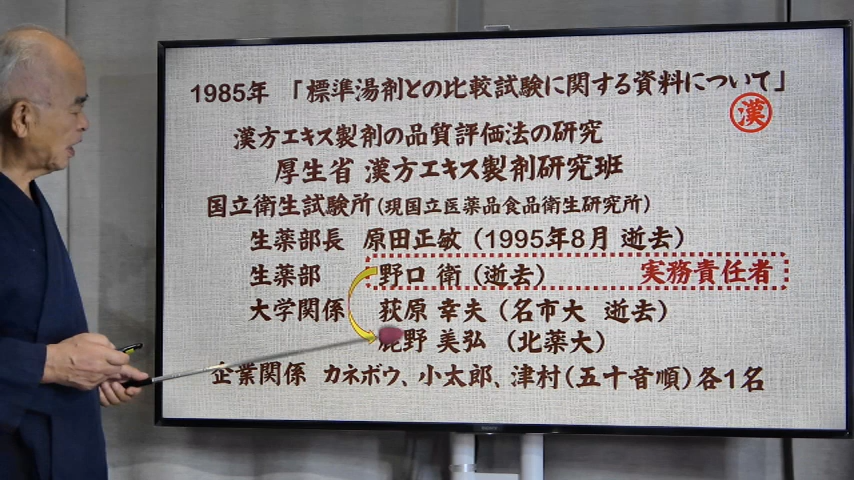 1985年 「標準湯剤との比較試験に関する資料について」
漢
漢方エキス製剤の品質評価法の研究
厚生省 漢方エキス製剤研究班
国立衛生試験所(現国立医薬品食品衛生研究所)
生薬部長 原田正敏(1995年8月 逝去)
生薬部 野口 衛(逝去) 実務責任者
大学関係 荻原 幸夫(名市大 逝去)
鹿野 美弘 (北薬大)
企業関係 カネボウ、小太郎、津村(五十音順)各1名